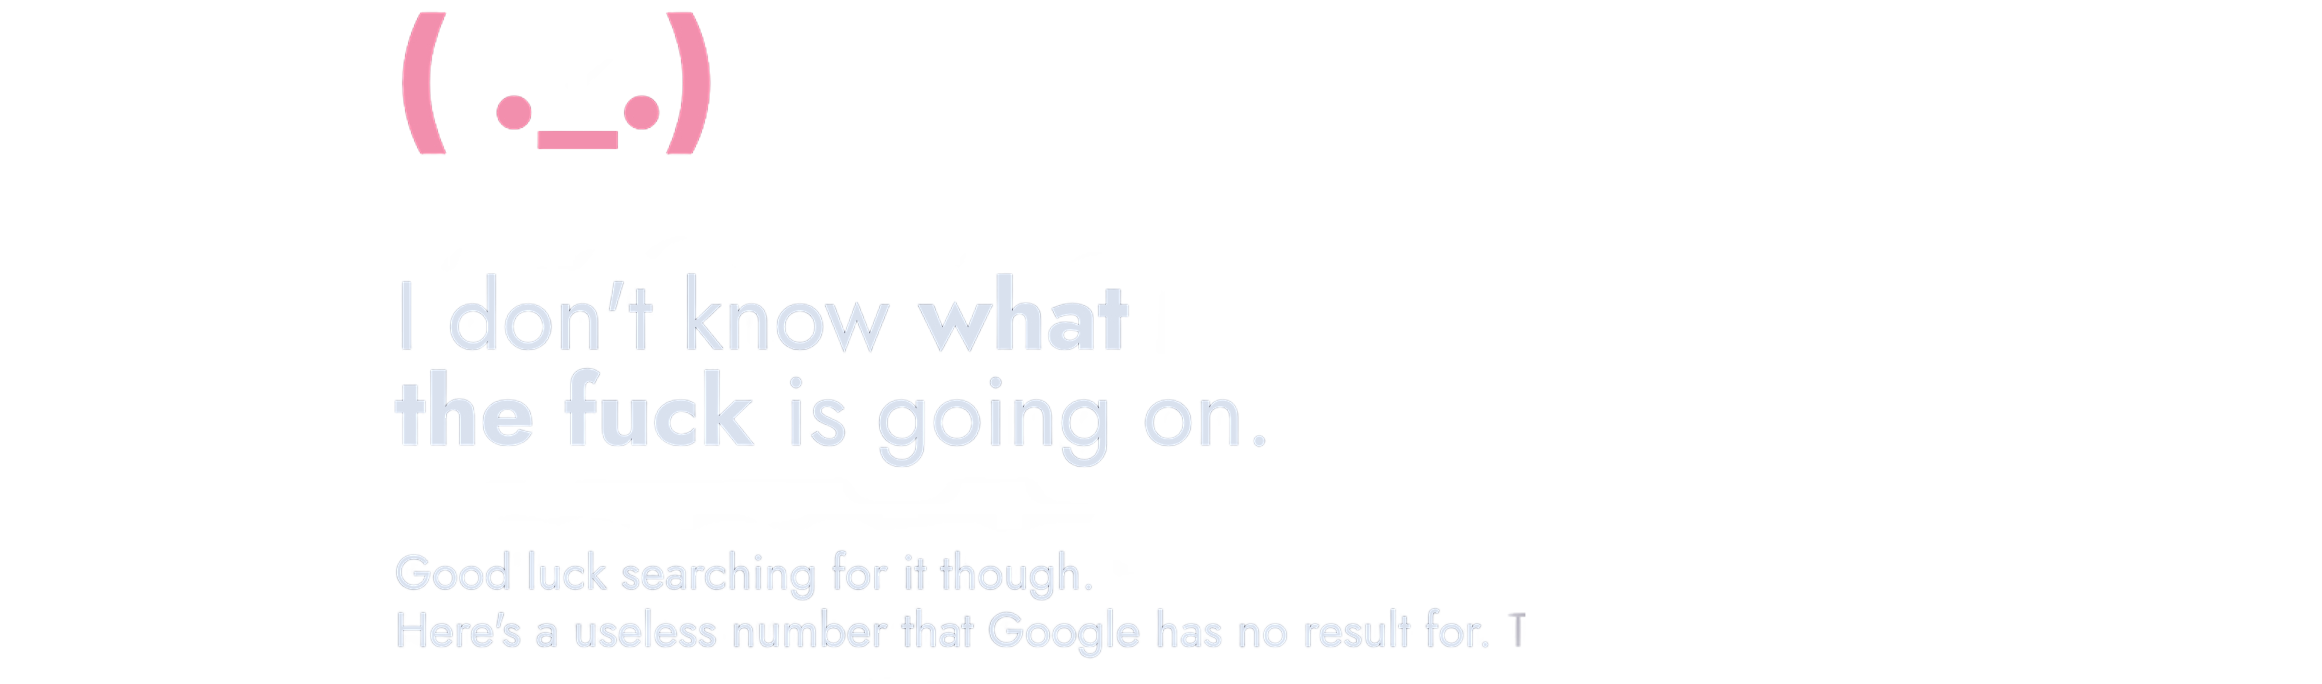 ( ._. )
I don't know what
the fuck is going on.
Good luck searching for it though.
Here's a useless number that Google has no result for. T